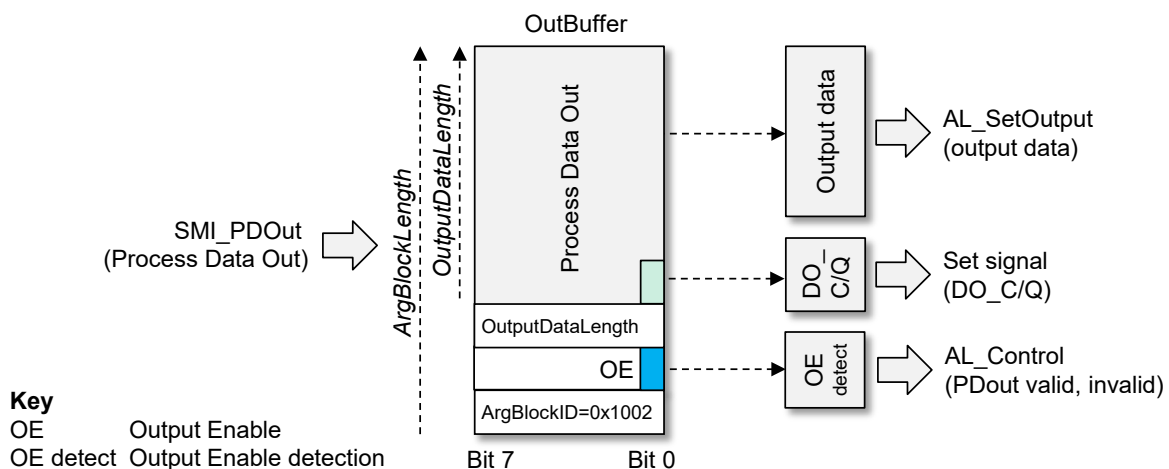 OutBuffer
ArgBlockLength
OutputDataLength
Process Data Out
Output data
AL_SetOutput
(output data)
SMI_PDOut
(Process Data Out)
DO_
C/Q
Set signal
(DO_C/Q)
OutputDataLength
OE
OE
detect
AL_Control
(PDout valid, invalid)
ArgBlockID=0x1002
Key
OE Output Enable
OE detect Output Enable detection
Bit 7 Bit 0